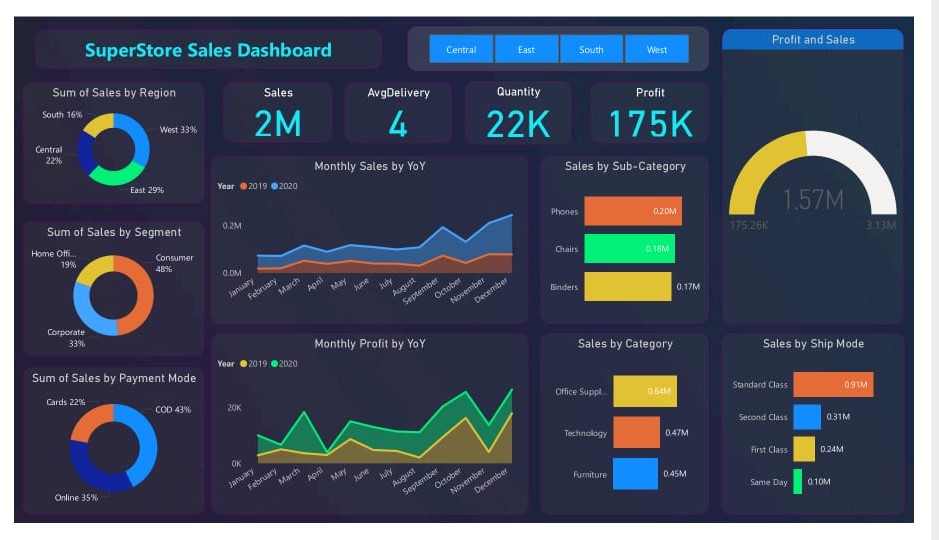 SuperStore Sales Dashboard
Central
East
South
West
Profit and Sales
1.57M
175.26K
3.13M
Sum of Sales by Region
South 16%
West 33%
Central
22%
East 29%
Sales
2M
AvgDelivery
4
Quantity
22K
Profit
175K
Monthly Sales by YoY
Year 2019 2020
0.2M
0.0M
January
February
March
April
May
June
July
August
September
October
November
December
Sales by Sub-Category
Phones 0.20M
Chairs 0.18M
Binders 0.17M
Sum of Sales by Segment
Home Offi...
19%
Consumer
48%
Corporate
33%
Monthly Profit by YoY
Year 2019 2020
20K
0K
January
February
March
April
May
June
July
August
September
October
November
December
Sales by Category
Office Suppl... 0.64M
Technology 0.47M
Furniture 0.45M
Sales by Ship Mode
Standard Class 0.91M
Second Class 0.31M
First Class 0.24M
Same Day 0.10M
Sum of Sales by Payment Mode
Cards 22%
COD 43%
Online 35%